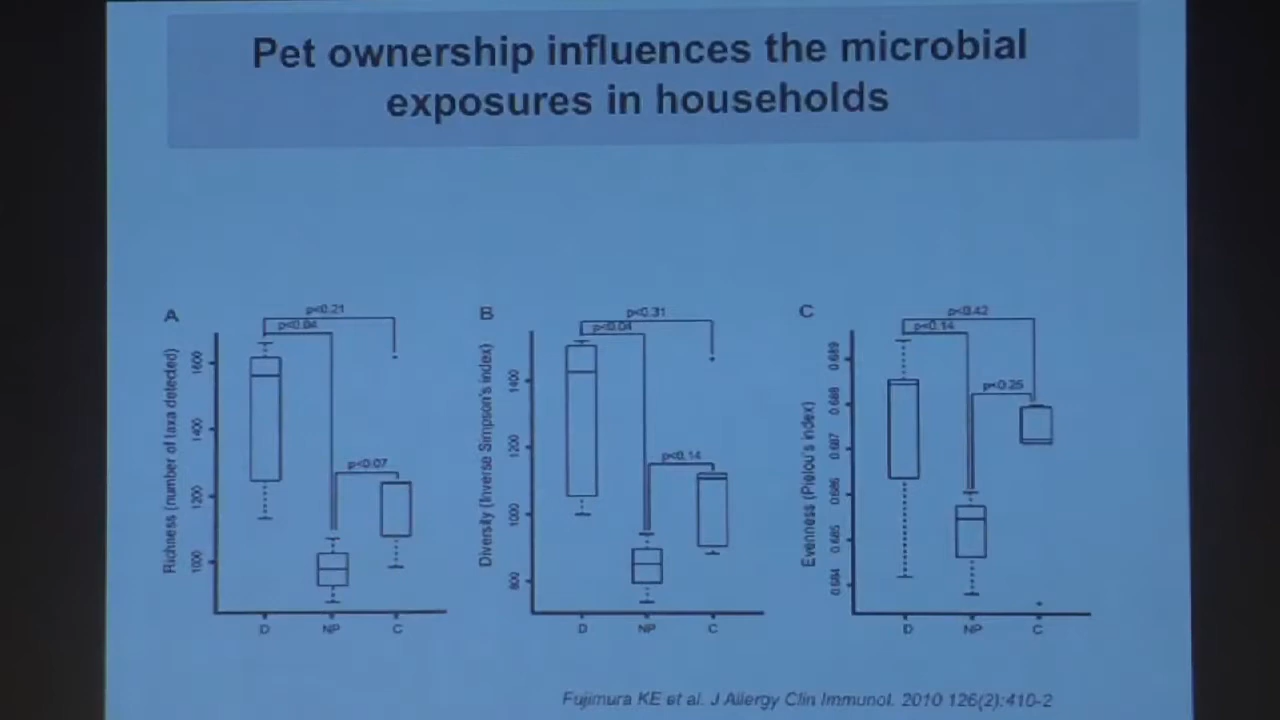 Pet ownership influences the microbial
exposures in households
A
p<0.21
p<0.04
p<0.07
Richness (number of taxa detected)
1600
1400
1200
1000
D
NP
C
B
p<0.31
p<0.04
p<0.14
Diversity (Inverse Simpson's index)
1400
1200
1000
800
D
NP
C
C
p<0.42
p<0.14
p<0.25
Evenness (Pielou's index)
0.689
0.688
0.687
0.686
0.685
0.684
D
NP
C
Fujimura KE et al. J Allergy Clin Immunol. 2010 126(2):410-2